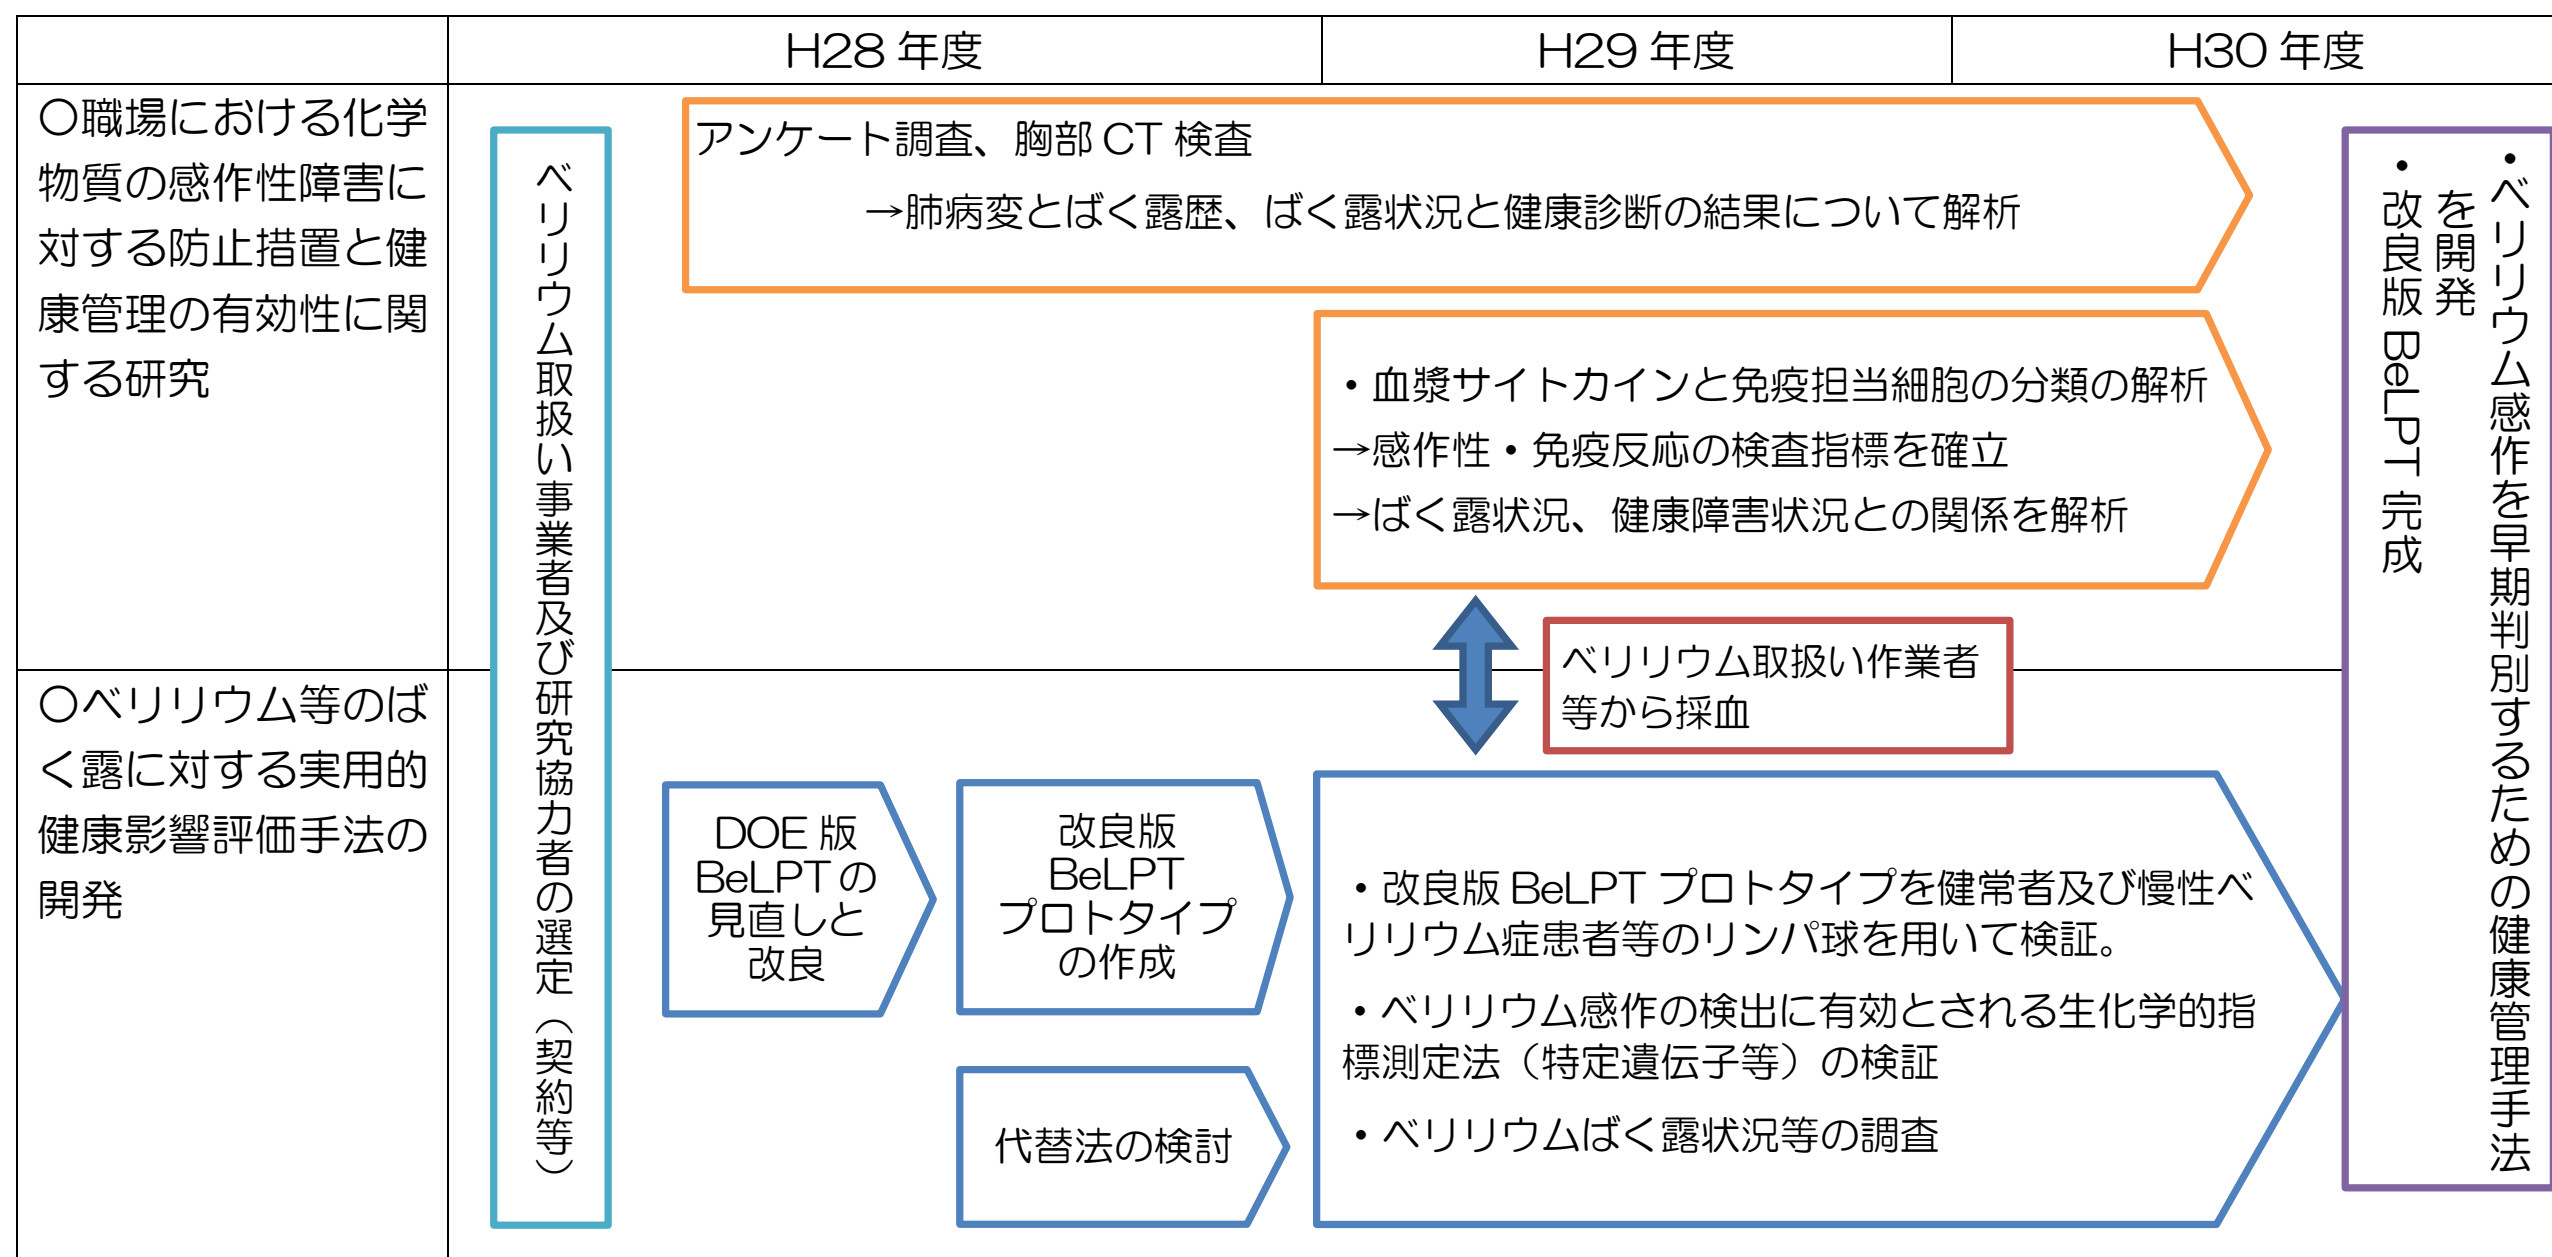 H28 年度
H29 年度
H30 年度
〇職場における化学
物質の感作性障害に
対する防止措置と健
康管理の有効性に関
する研究
ベリリウム取扱い事業者及び研究協力者の選定（契約等）
アンケート調査、胸部 CT 検査
→肺病変とばく露歴、ばく露状況と健康診断の結果について解析
・血漿サイトカインと免疫担当細胞の分類の解析
→感作性・免疫反応の検査指標を確立
→ばく露状況、健康障害状況との関係を解析
ベリリウム取扱い作業者
等から採血
〇ベリリウム等のば
く露に対する実用的
健康影響評価手法の
開発
DOE 版
BeLPT の
見直しと
改良
改良版
BeLPT
プロトタイプ
の作成
代替法の検討
・改良版 BeLPT プロトタイプを健常者及び慢性ベ
リリウム症患者等のリンパ球を用いて検証。
・ベリリウム感作の検出に有効とされる生化学的指
標測定法（特定遺伝子等）の検証
・ベリリウムばく露状況等の調査
・ベリリウム感作を早期判別するための健康管理手法
を開発
・改良版 BeLPT 完成